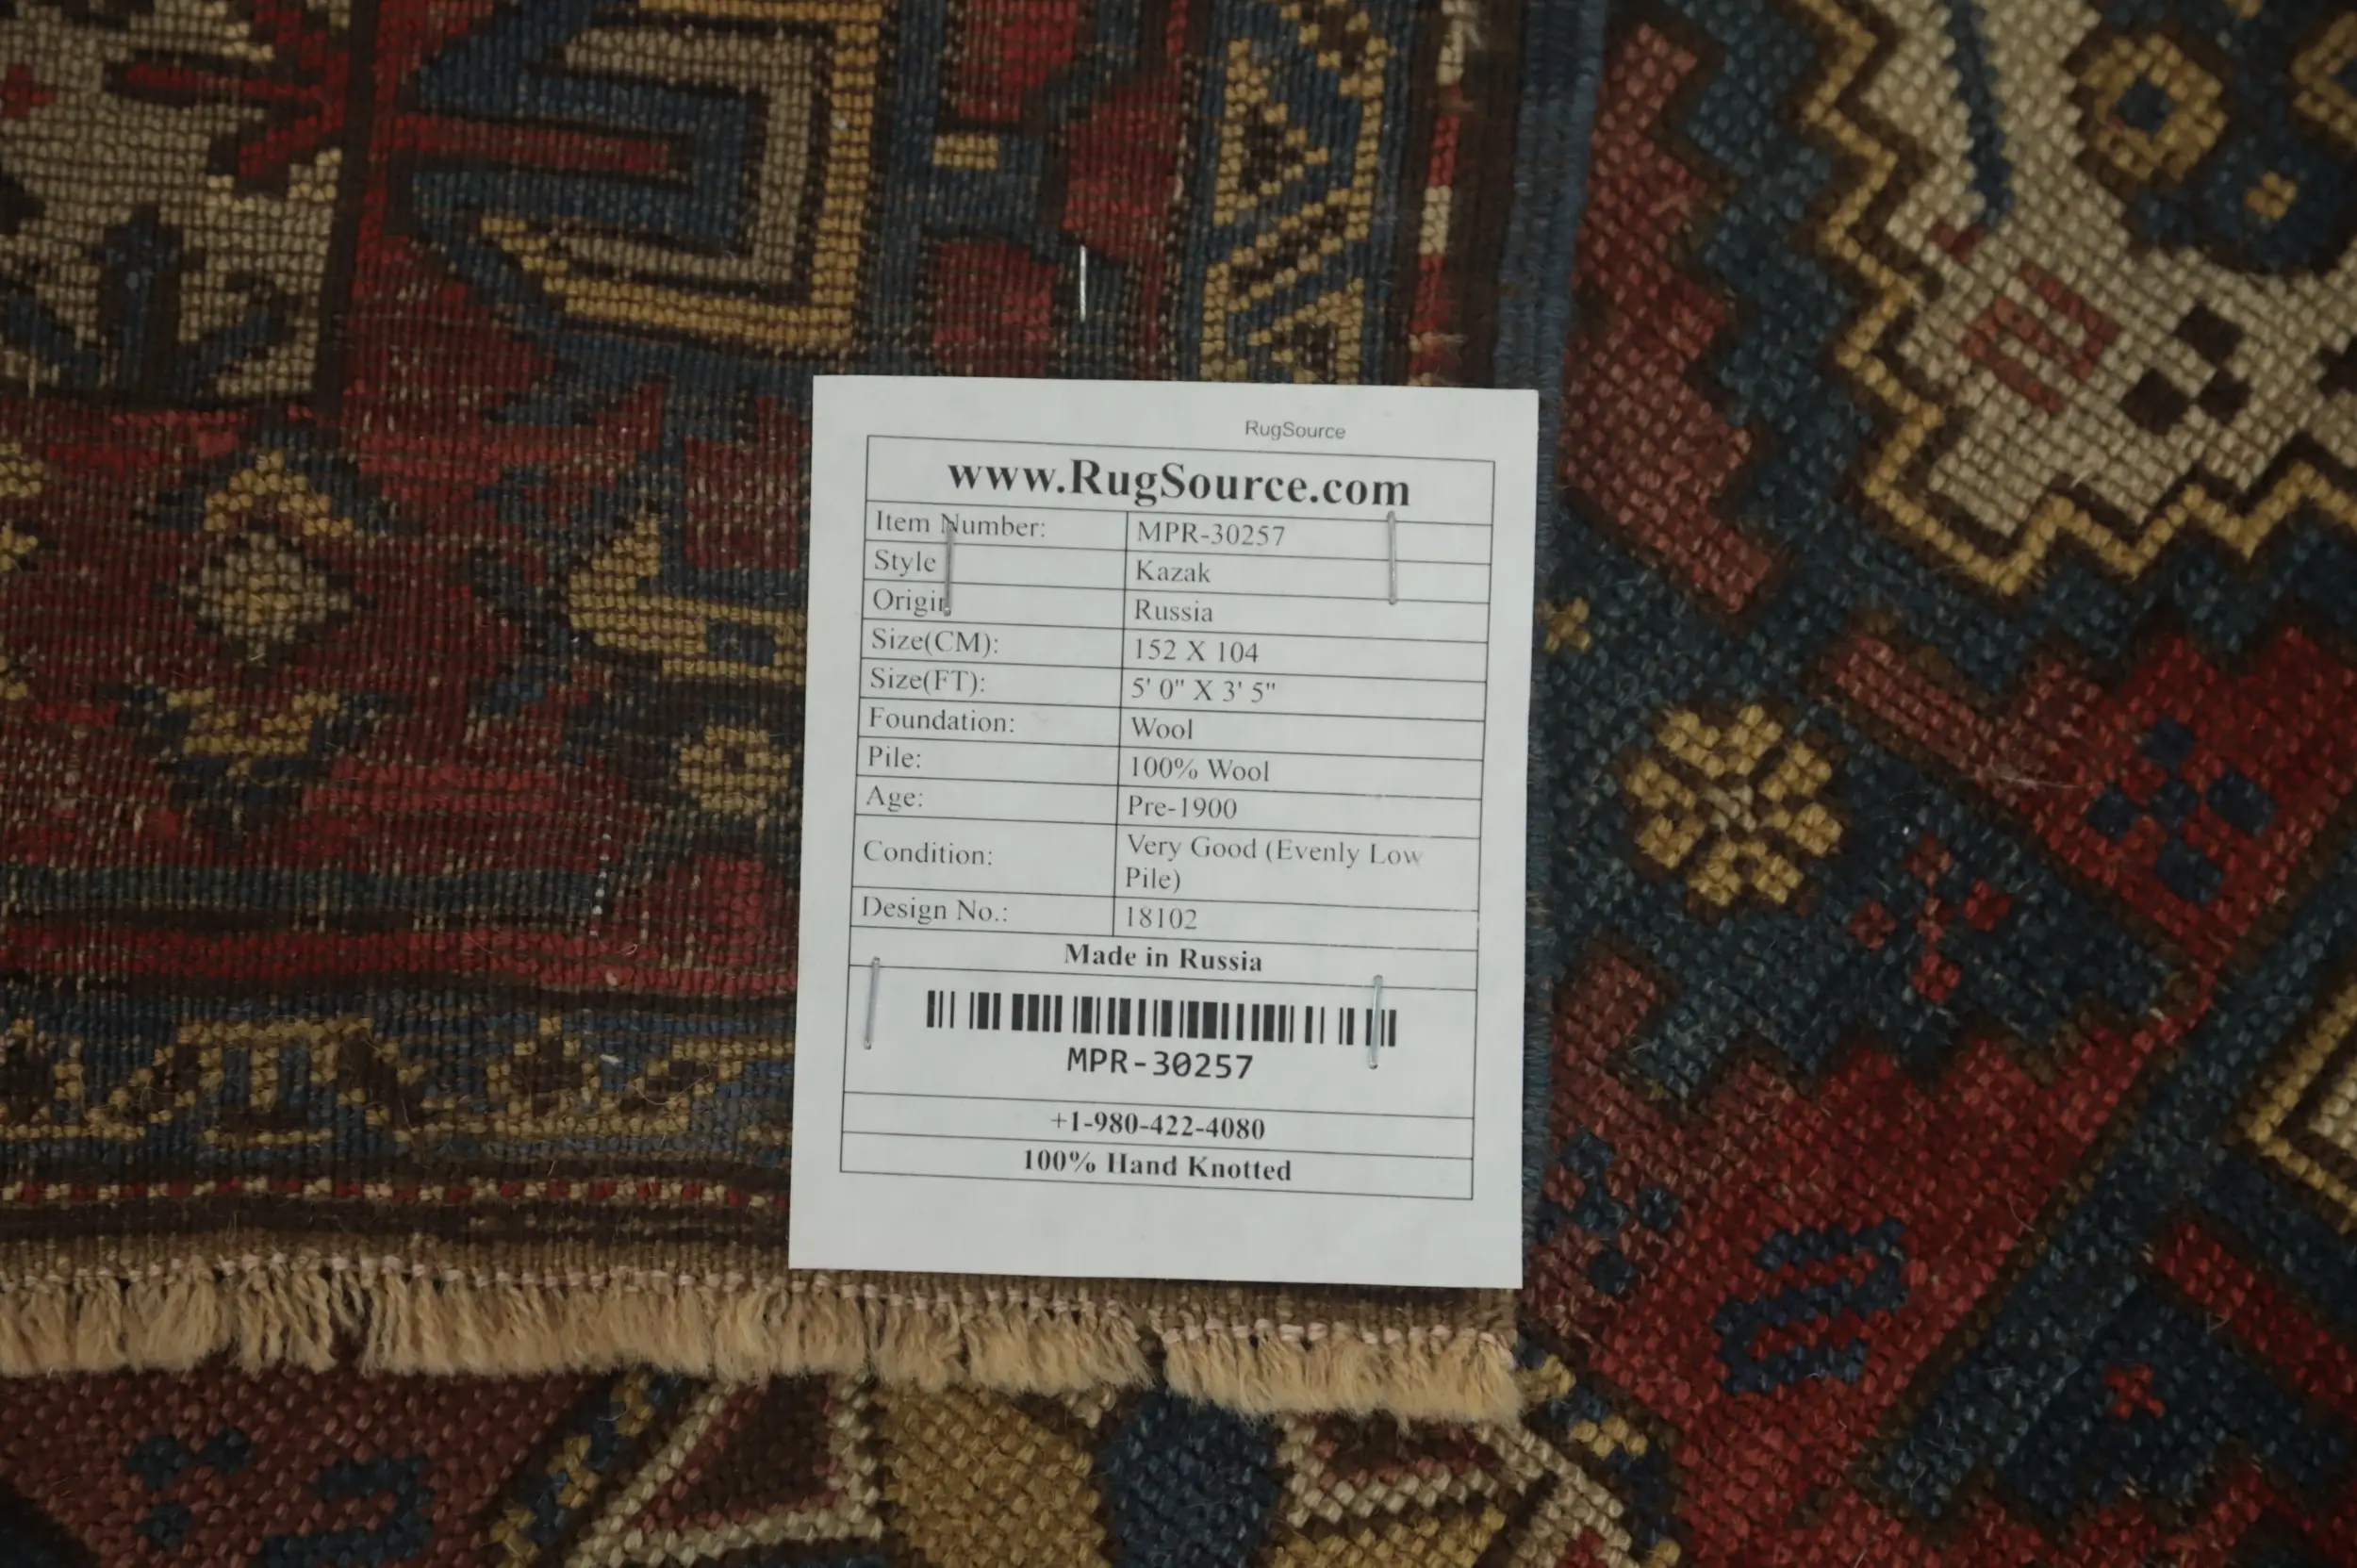 RugSource
www.RugSource.com
Item Number: MPR-30257
Style Kazak
Origin Russia
Size(CM): 152 X 104
Size(FT): 5' 0" X 3' 5"
Foundation: Wool
Pile: 100% Wool
Age: Pre-1900
Condition: Very Good (Evenly Low
Pile)
Design No.: 18102
Made in Russia
MPR-30257
+1-980-422-4080
100% Hand Knotted